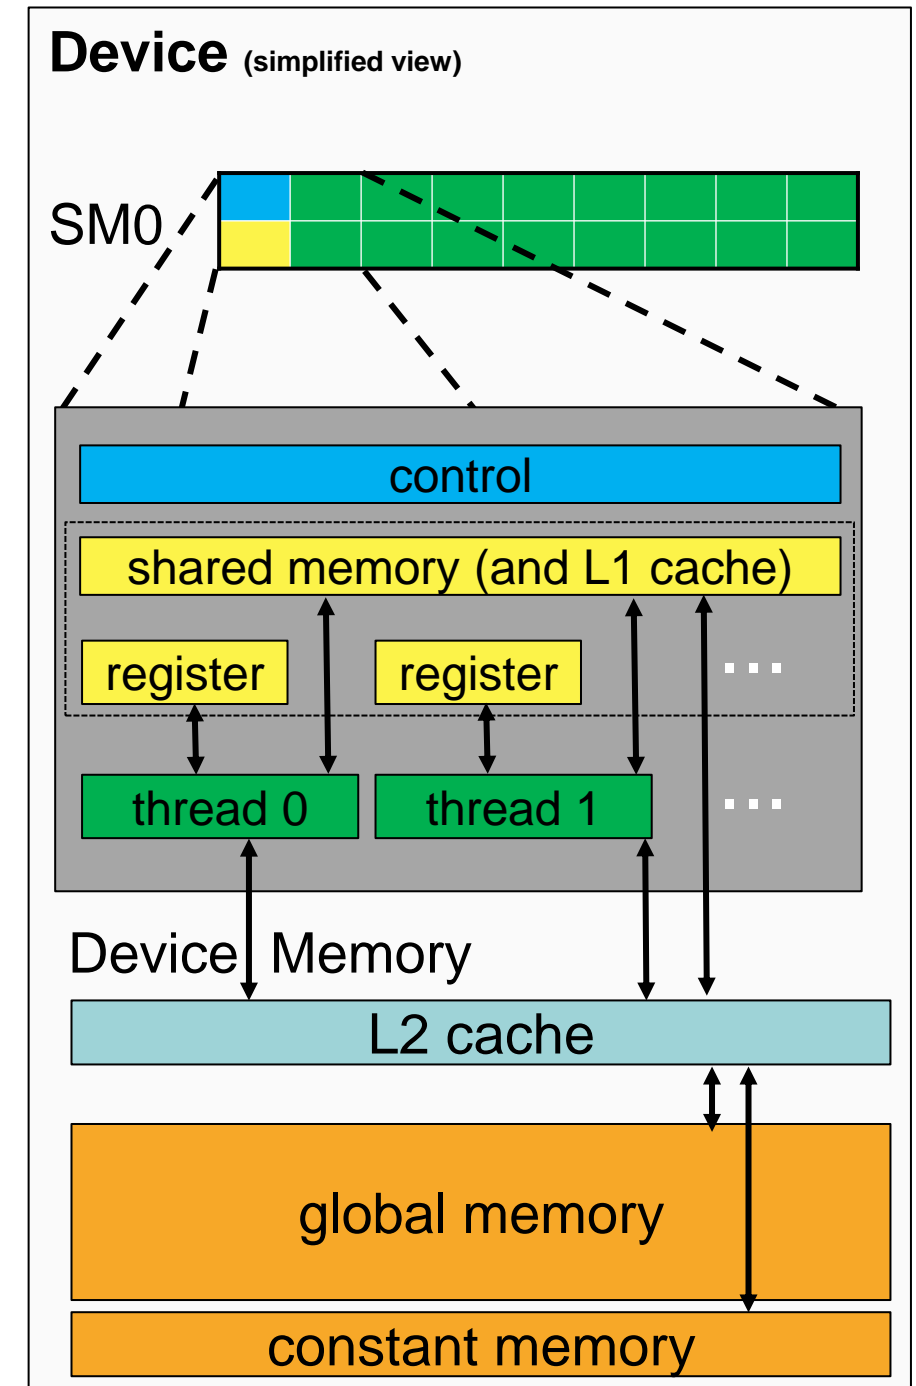 Device (simplified view)
SM0
control
shared memory (and L1 cache)
register register ...
thread 0 thread 1 ...
Device Memory
L2 cache
global memory
constant memory